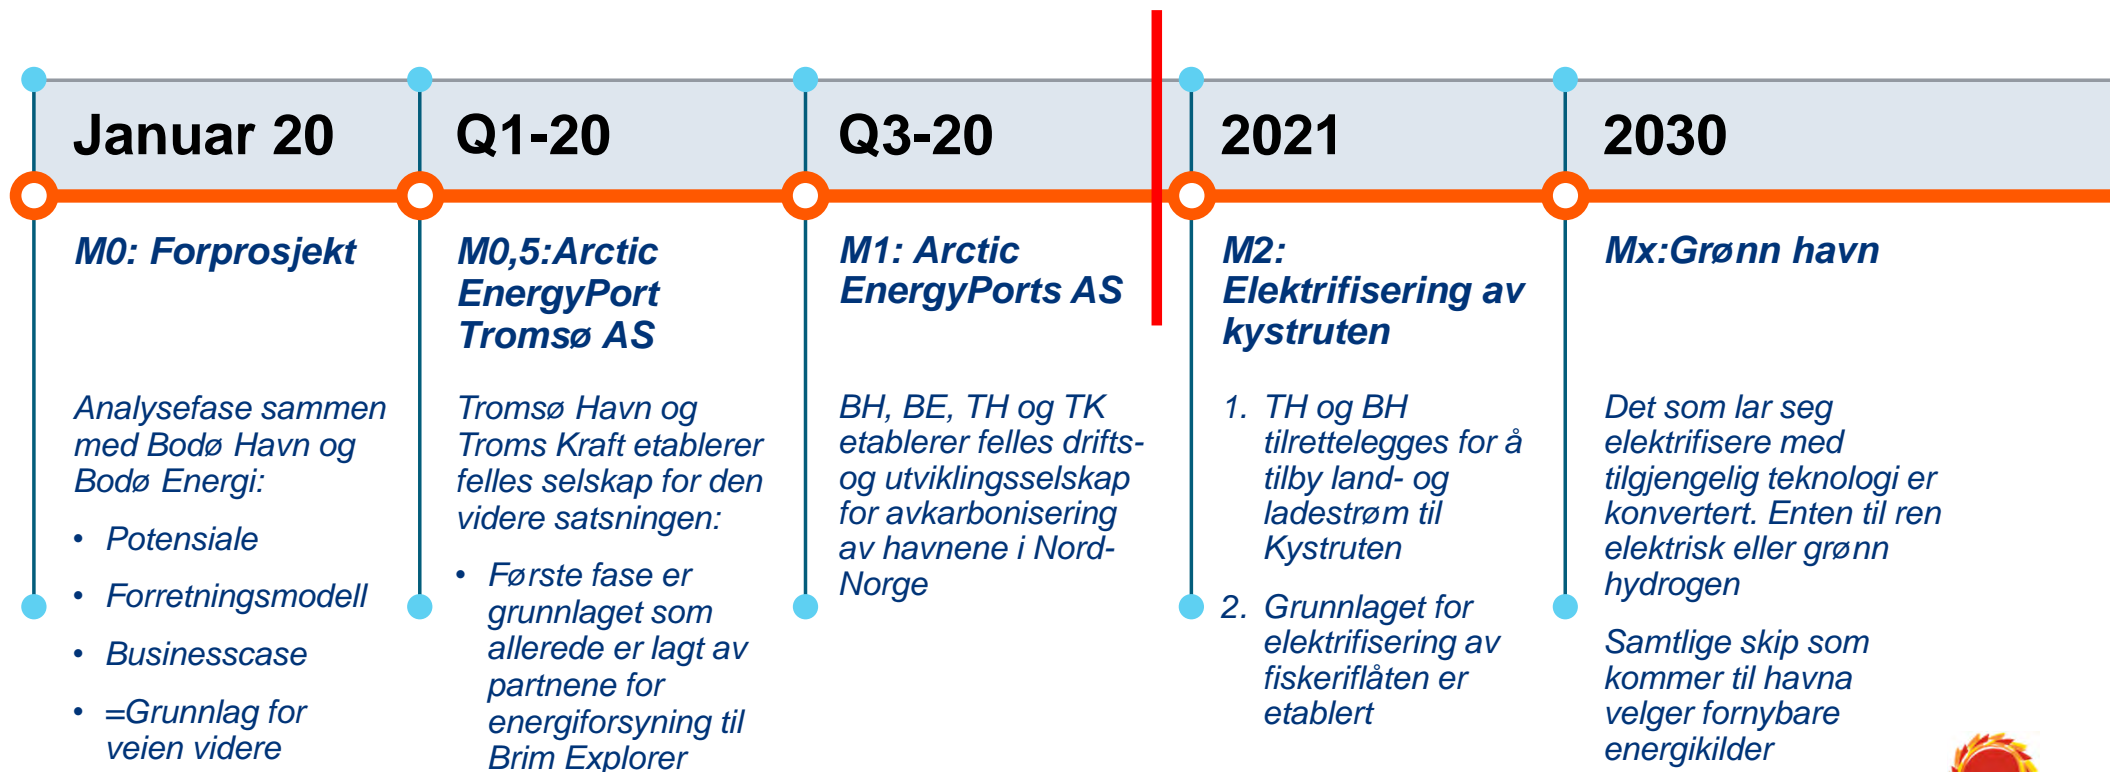 Januar 20
Q1-20
Q3-20
2021
2030
M0: Forprosjekt
Analysefase sammen
med Bodø Havn og
Bodø Energi:
• Potensiale
• Forretningsmodell
• Businesscase
• =Grunnlag for
veien videre
M0,5:Arctic
EnergyPort
Tromsø AS
Tromsø Havn og
Troms Kraft etablerer
felles selskap for den
videre satsningen:
• Første fase er
grunnlaget som
allerede er lagt av
partnene for
energiforsyning til
Brim Explorer
M1: Arctic
EnergyPorts AS
BH, BE, TH og TK
etablerer felles drifts-
og utviklingsselskap
for avkarbonisering
av havnene i Nord-
Norge
M2:
Elektrifisering av
kystruten
1. TH og BH
tilrettelegges for å
tilby land- og
ladestrøm til
Kystruten
2. Grunnlaget for
elektrifisering av
fiskeriflåten er
etablert
Mx:Grønn havn
Det som lar seg
elektrifisere med
tilgjengelig teknologi er
konvertert. Enten til ren
elektrisk eller grønn
hydrogen
Samtlige skip som
kommer til havna
velger fornybare
energikilder